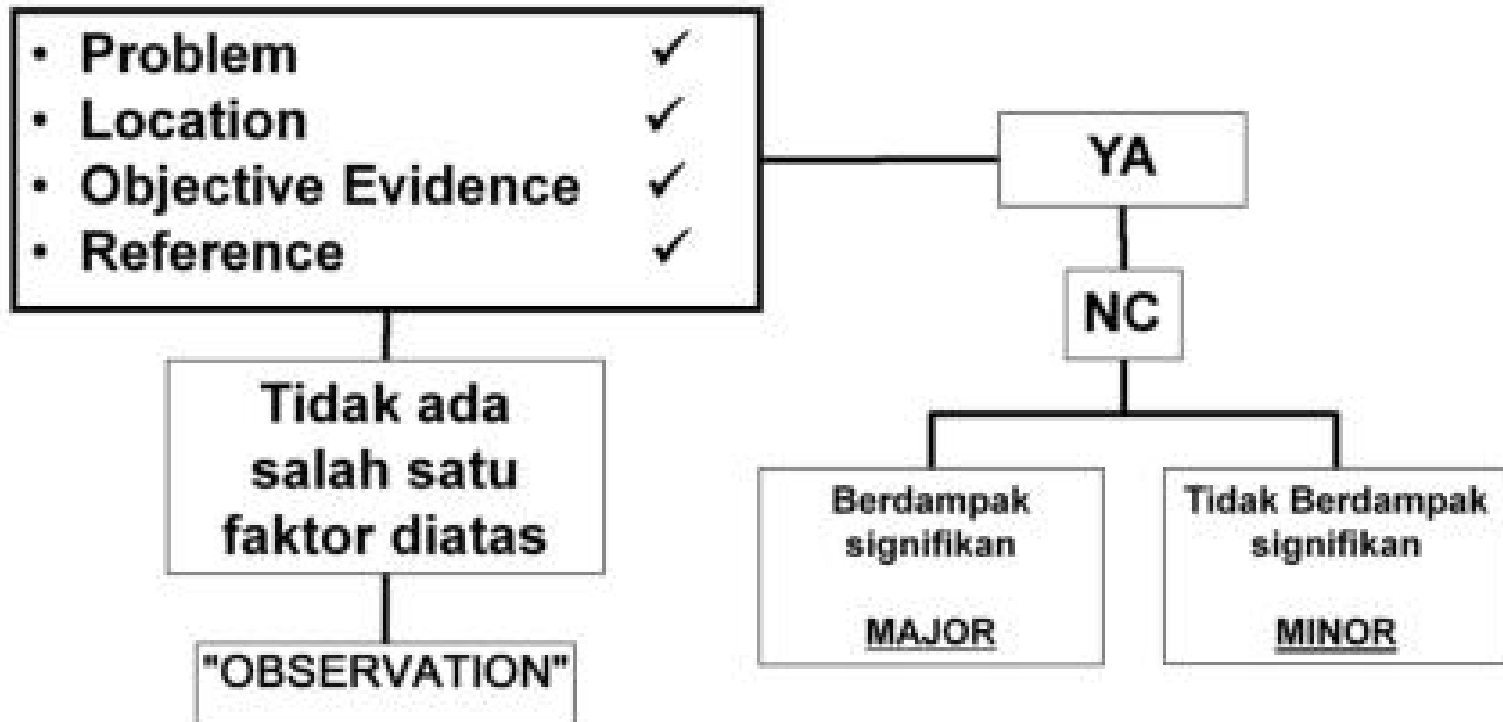 • Problem ✓
• Location ✓
• Objective Evidence ✓
• Reference ✓
YA
NC
Tidak ada
salah satu
faktor diatas
"OBSERVATION"
Berdampak
signifikan
MAJOR
Tidak Berdampak
signifikan
MINOR